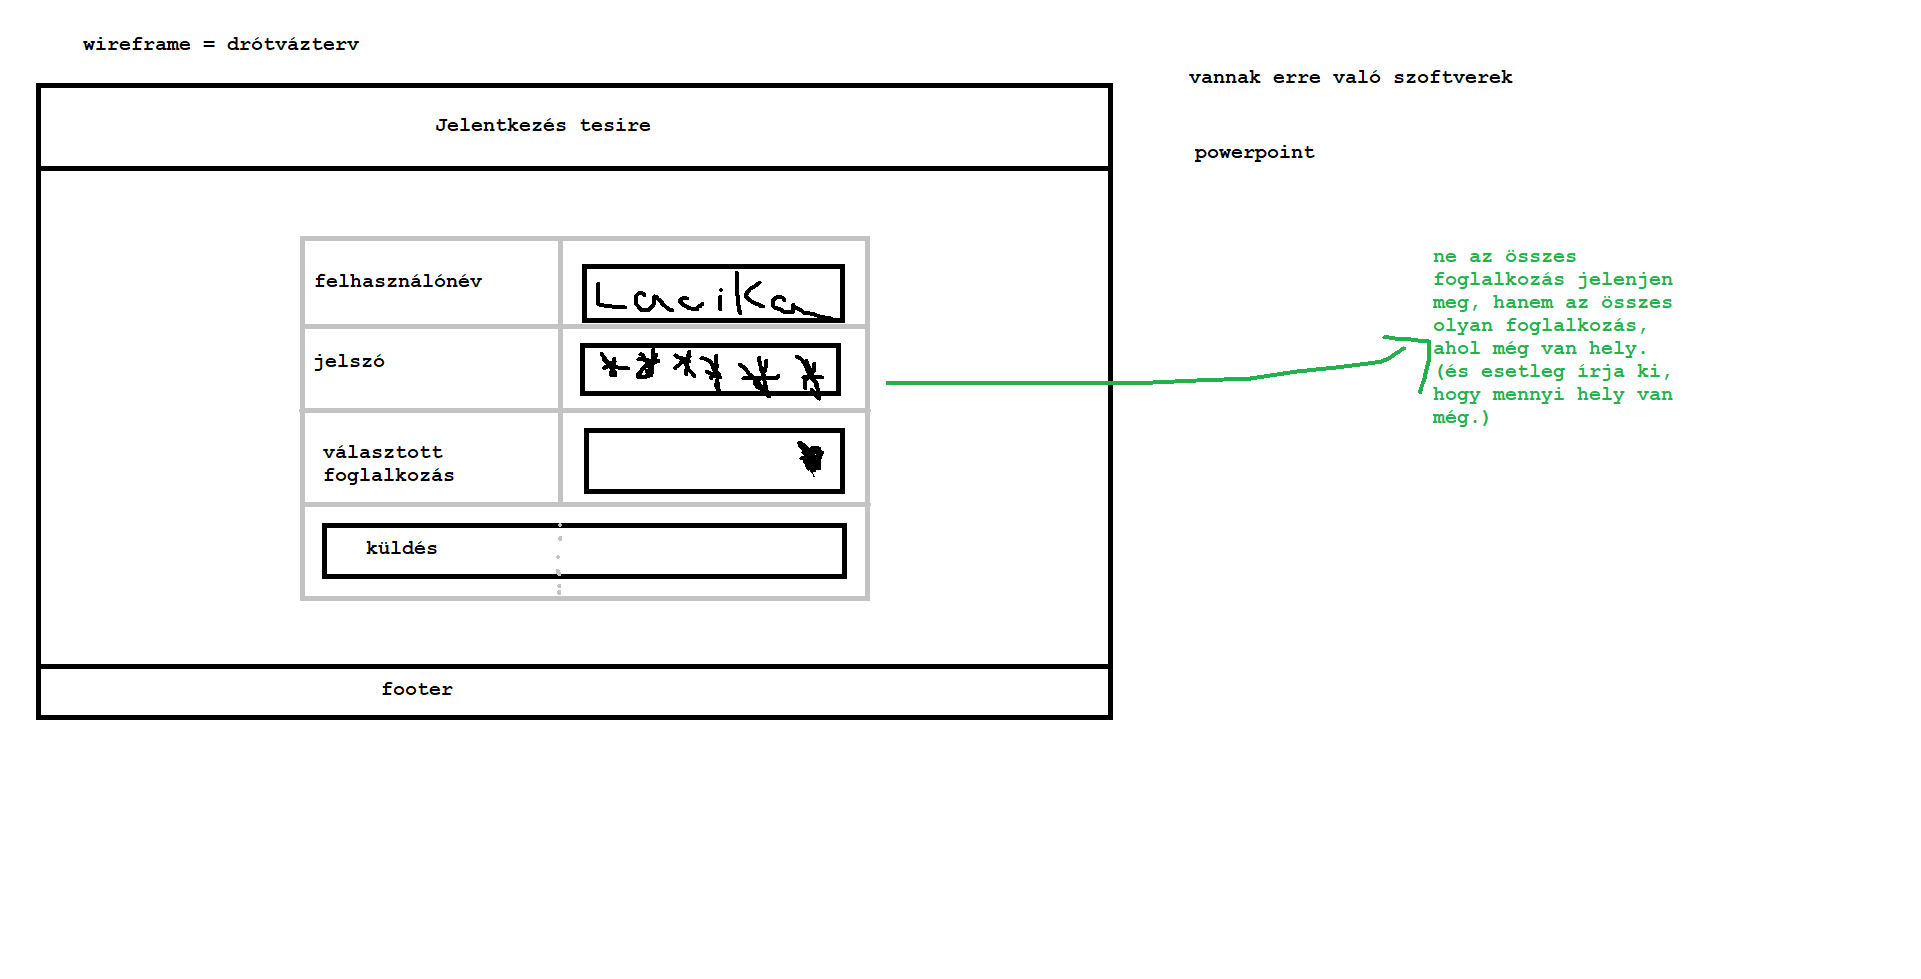 wireframe = drótvázterv
vannak erre való szoftverek
Jelentkezés tesire
powerpoint
felhasználónév
Lacika
jelszó
******
választott
foglalkozás
küldés
footer
ne az összes
foglalkozás jelenjen
meg, hanem az összes
olyan foglalkozás,
ahol még van hely.
(és esetleg írja ki,
hogy mennyi hely van
még.)